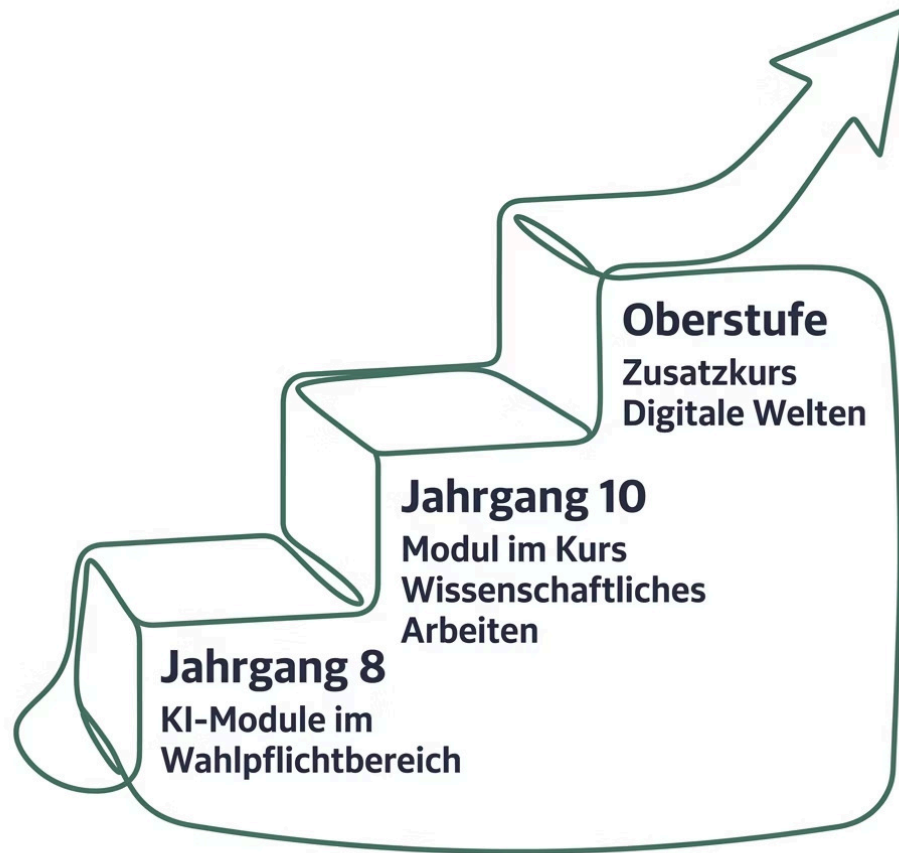 Oberstufe
Zusatzkurs
Digitale Welten
Jahrgang 10
Modul im Kurs
Wissenschaftliches
Arbeiten
Jahrgang 8
KI-Module im
Wahlpflichtbereich